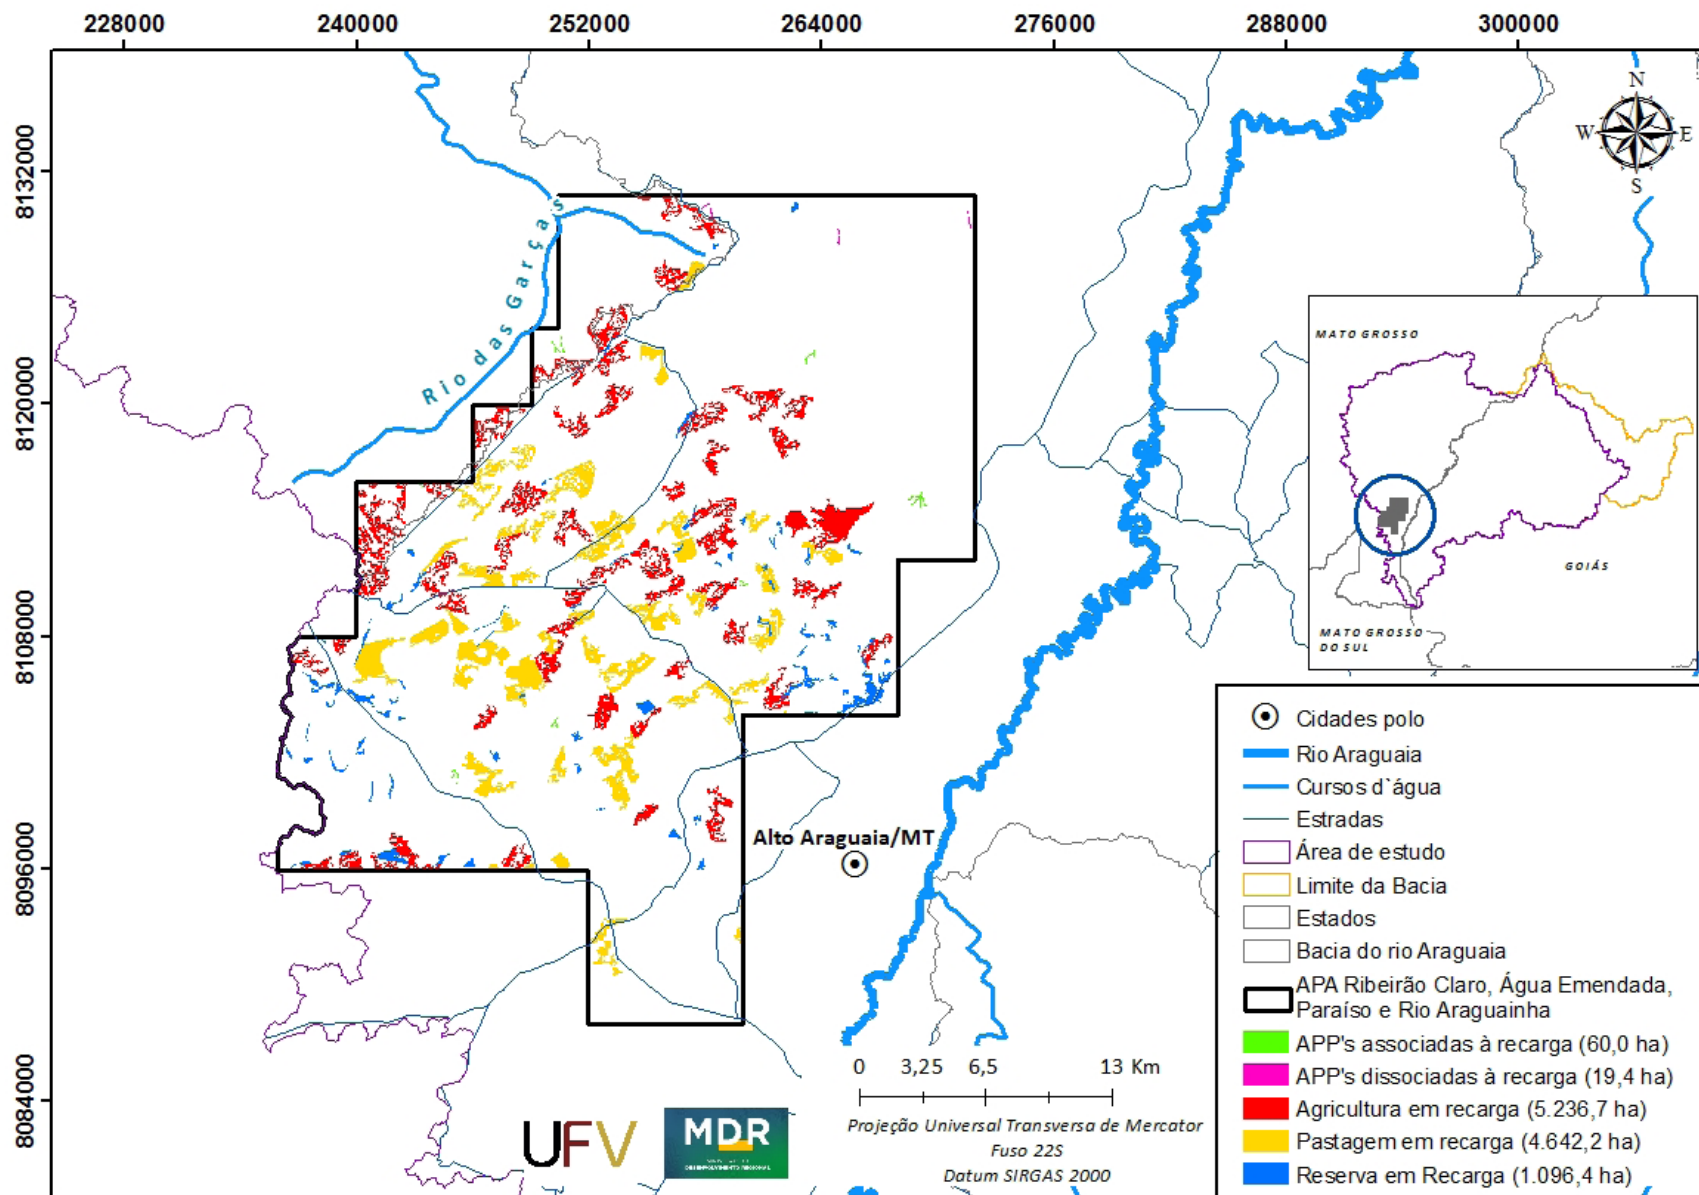 228000 240000 252000 264000 276000 288000 300000
8132000
8120000
8108000
8096000
8084000
N
W E
S
Rio das Garças
MATO GROSSO
GOIÁS
MATO GROSSO
DO SUL
Alto Araguaia/MT
Cidades polo
Rio Araguaia
Cursos d`água
Estradas
Área de estudo
Limite da Bacia
Estados
Bacia do rio Araguaia
APA Ribeirão Claro, Água Emendada,
Paraíso e Rio Araguainha
APP's associadas à recarga (60,0 ha)
APP's dissociadas à recarga (19,4 ha)
Agricultura em recarga (5.236,7 ha)
Pastagem em recarga (4.642,2 ha)
Reserva em Recarga (1.096,4 ha)
0 3,25 6,5 13 Km
Projeção Universal Transversa de Mercator
Fuso 22S
Datum SIRGAS 2000
UFV
MDR
DESENVOLVIMENTO REGIONAL